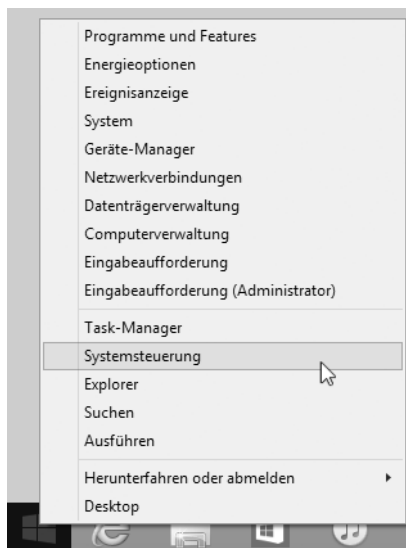 Programme und Features
Energieoptionen
Ereignisanzeige
System
Geräte-Manager
Netzwerkverbindungen
Datenträgerverwaltung
Computerverwaltung
Eingabeaufforderung
Eingabeaufforderung (Administrator)
Task-Manager
Systemsteuerung
Explorer
Suchen
Ausführen
Herunterfahren oder abmelden
Desktop